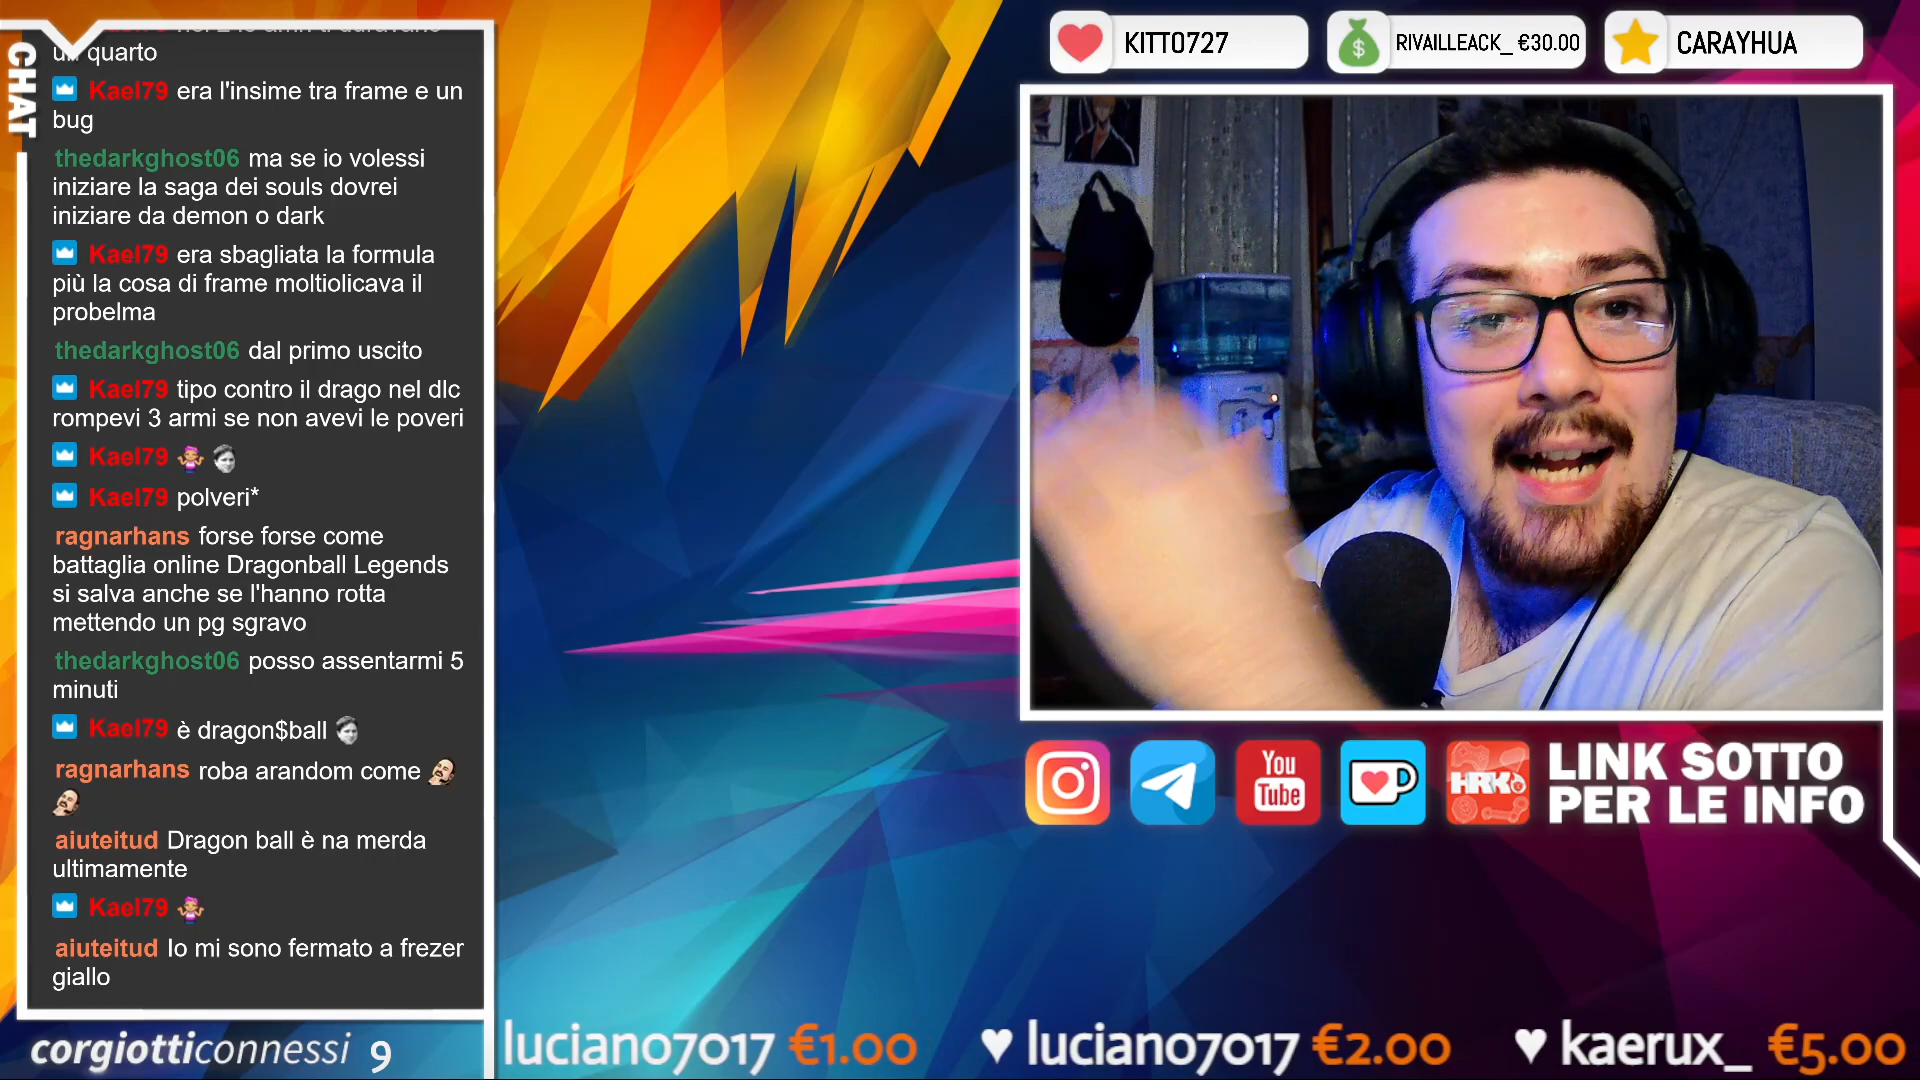 CHAT
un quarto
Kael79 era l'insime tra frame e un
bug
thedarkghost06 ma se io volessi
iniziare la saga dei souls dovrei
iniziare da demon o dark
Kael79 era sbagliata la formula
più la cosa di frame moltiolicava il
probelma
thedarkghost06 dal primo uscito
Kael79 tipo contro il drago nel dlc
rompevi 3 armi se non avevi le poveri
Kael79
Kael79 polveri*
ragnarhans forse forse come
battaglia online Dragonball Legends
si salva anche se l'hanno rotta
mettendo un pg sgravo
thedarkghost06 posso assentarmi 5
minuti
Kael79 è dragon$ball
ragnarhans roba arandom come
aiuteitud Dragon ball è na merda
ultimamente
Kael79
aiuteitud Io mi sono fermato a frezer
giallo
corgiotticonnessi 9
KITTO727
RIVAILLEACK_ €30.00
CARAYHUA
You
Tube
HRK
LINK SOTTO
PER LE INFO
luciano7017 €1.00 ♥ luciano7017 €2.00 ♥ kaerux_ €5.00